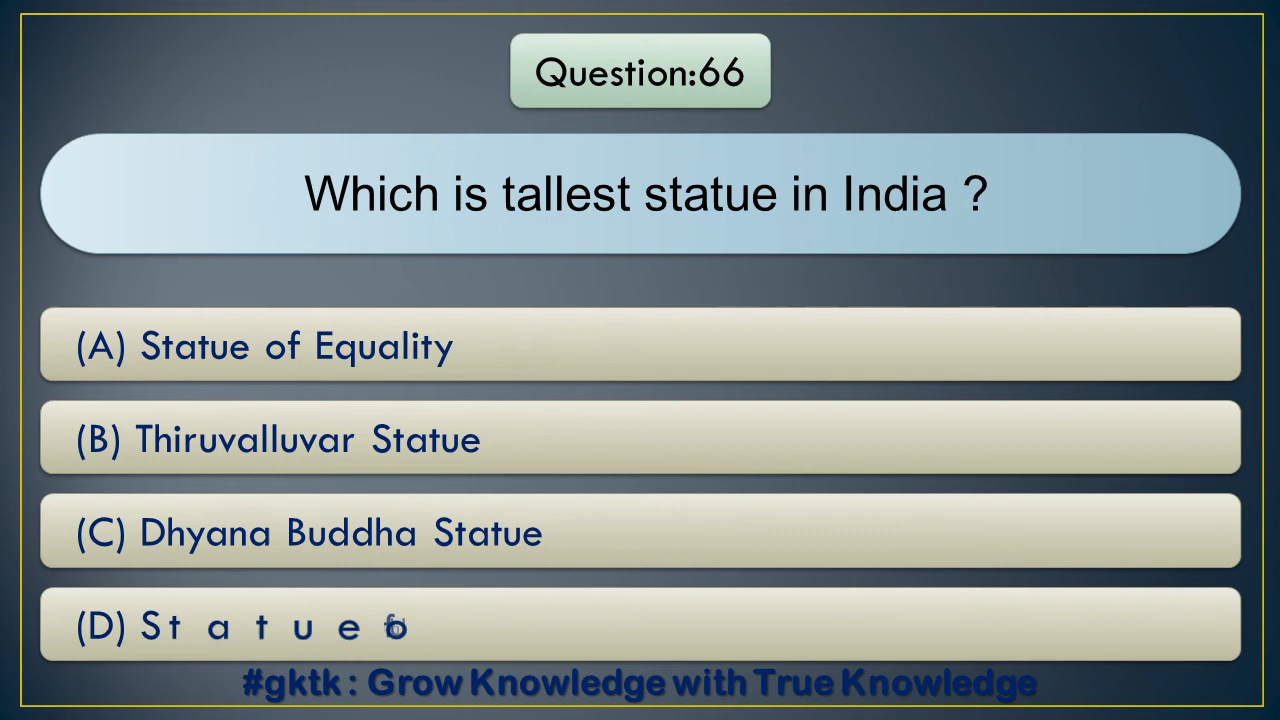 Question:66
Which is tallest statue in India ?
(A) Statue of Equality
(B) Thiruvalluvar Statue
(C) Dhyana Buddha Statue
(D) Statue
#gktk : Grow Knowledge with True Knowledge